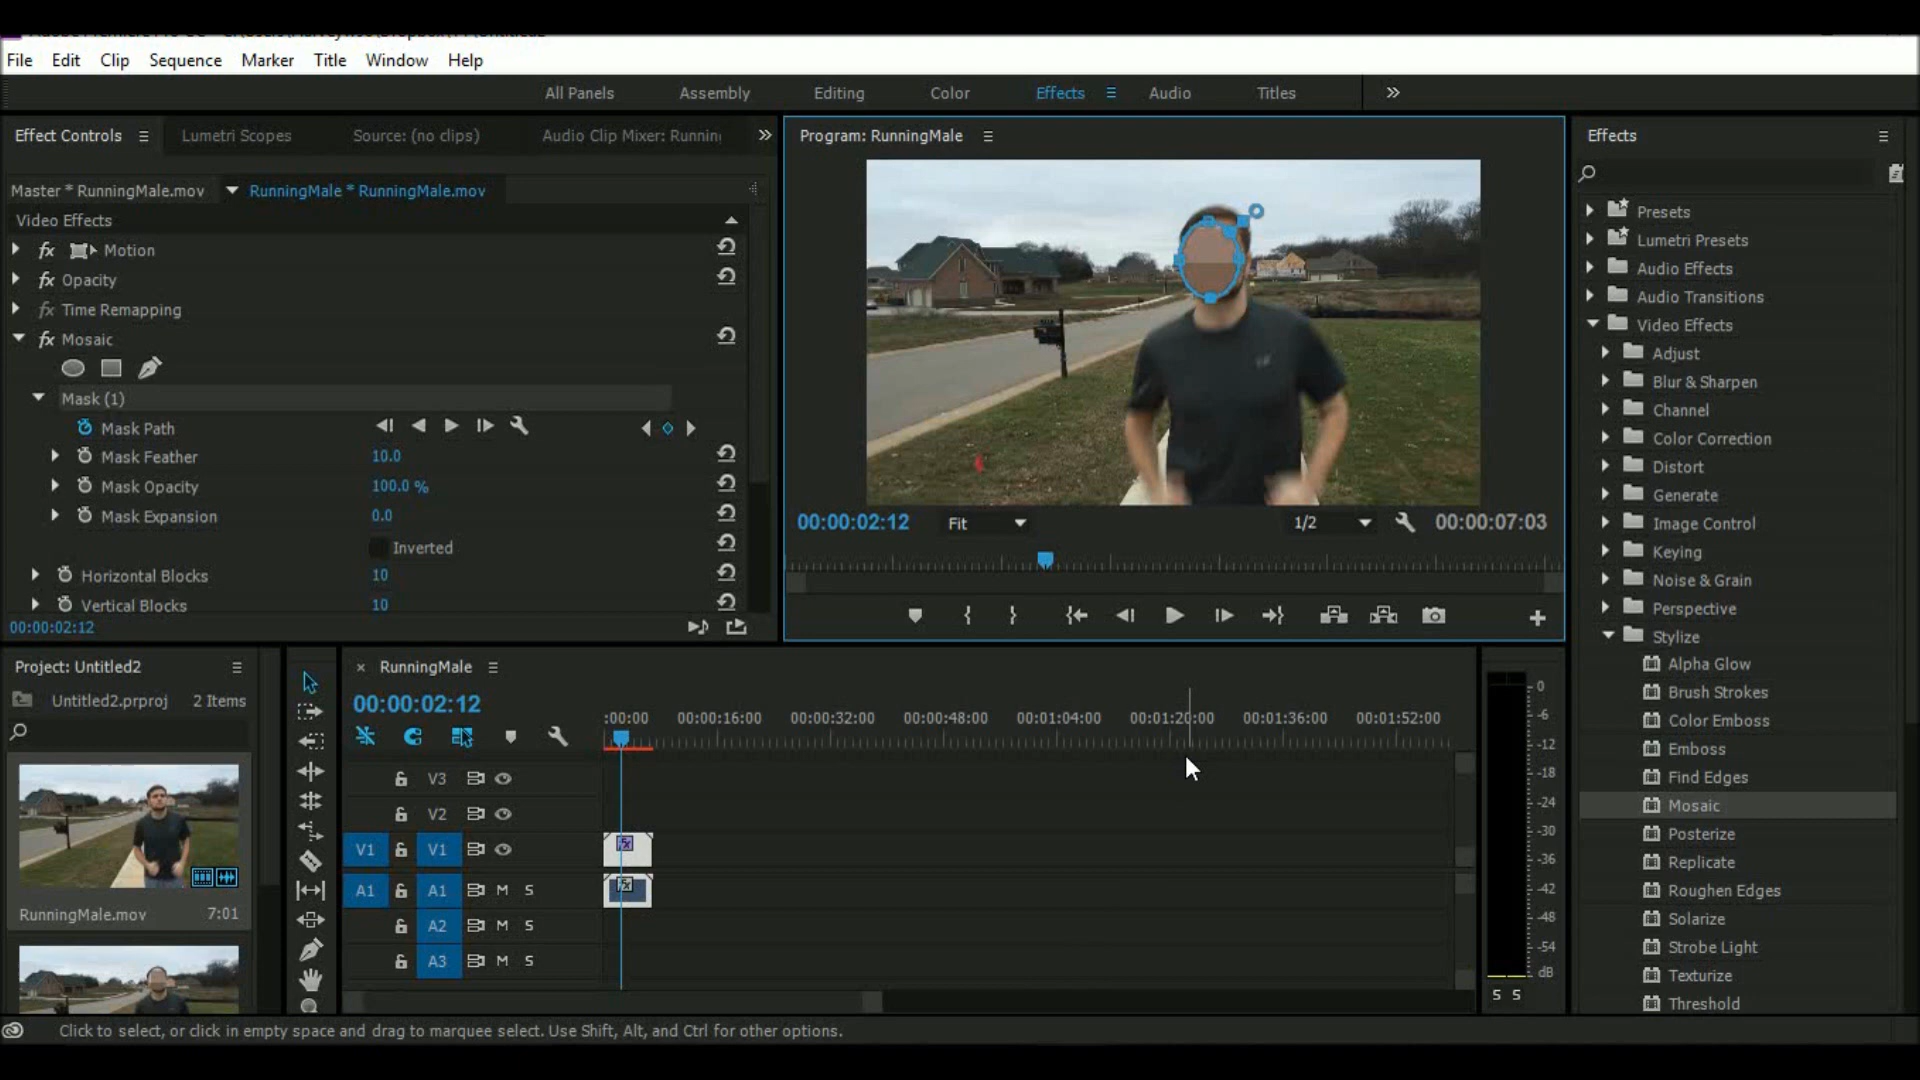 File Edit Clip Sequence Marker Title Window Help
All Panels Assembly Editing Color Effects Audio Titles
Effect Controls Lumetri Scopes Source: (no clips) Audio Clip Mixer: Runnin
Master * RunningMale.mov RunningMale * RunningMale.mov
Video Effects
fx Motion
fx Opacity
fx Time Remapping
fx Mosaic
Mask (1)
Mask Path
Mask Feather 10.0
Mask Opacity 100.0 %
Mask Expansion 0.0
Inverted
Horizontal Blocks 10
Vertical Blocks 10
00:00:02:12
Program: RunningMale
00:00:02:12 Fit 1/2 00:00:07:03
Effects
Presets
Lumetri Presets
Audio Effects
Audio Transitions
Video Effects
Adjust
Blur & Sharpen
Channel
Color Correction
Distort
Generate
Image Control
Keying
Noise & Grain
Perspective
Stylize
Alpha Glow
Brush Strokes
Color Emboss
Emboss
Find Edges
Mosaic
Posterize
Replicate
Roughen Edges
Solarize
Strobe Light
Texturize
Threshold
Project: Untitled2
Untitled2.prproj 2 Items
RunningMale.mov 7:01
× RunningMale
00:00:02:12
:00:00 00:00:16:00 00:00:32:00 00:00:48:00 00:01:04:00 00:01:20:00 00:01:36:00 00:01:52:00
V3
V2
V1 V1
A1 A1 M S
A2 M S
A3 M S
0
-6
-12
-18
-24
-30
-36
-42
-48
-54
dB
S S
Click to select, or click in empty space and drag to marquee select. Use Shift, Alt, and Ctrl for other options.